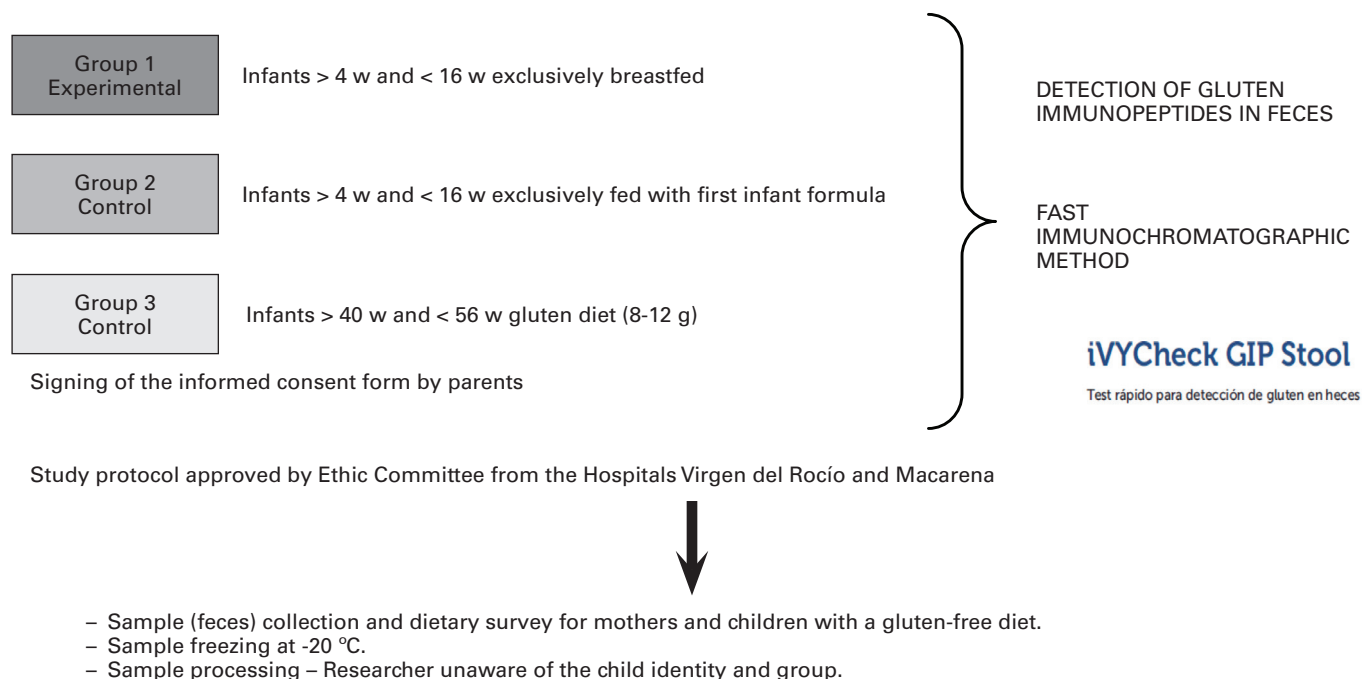 Group 1
Experimental
Infants > 4 w and < 16 w exclusively breastfed
Group 2
Control
Infants > 4 w and < 16 w exclusively fed with first infant formula
Group 3
Control
Infants > 40 w and < 56 w gluten diet (8-12 g)
Signing of the informed consent form by parents
DETECTION OF GLUTEN
IMMUNOPEPTIDES IN FECES
FAST
IMMUNOCHROMATOGRAPHIC
METHOD
iVYCheck GIP Stool
Test rápido para detección de gluten en heces
Study protocol approved by Ethic Committee from the Hospitals Virgen del Rocío and Macarena
– Sample (feces) collection and dietary survey for mothers and children with a gluten-free diet.
– Sample freezing at -20 ºC.
– Sample processing – Researcher unaware of the child identity and group.